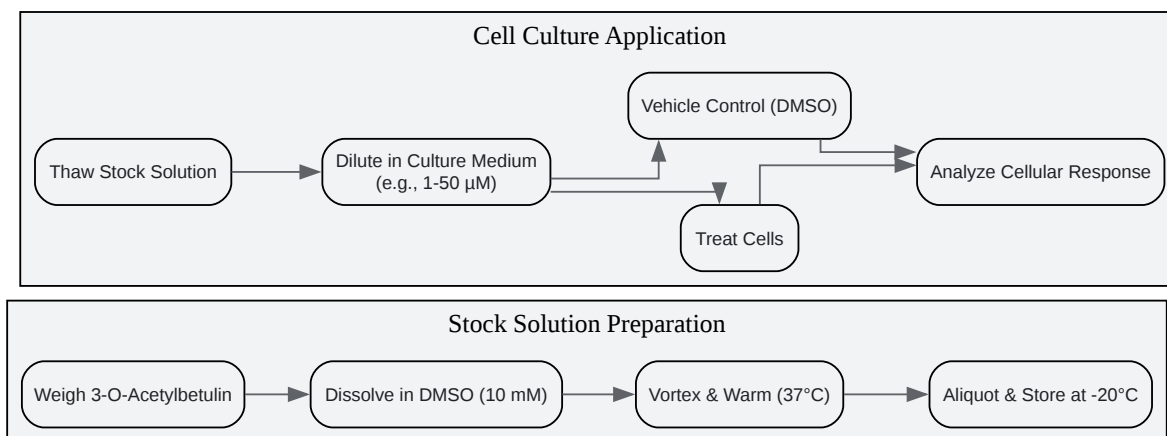 Cell Culture Application
Vehicle Control (DMSO)
Thaw Stock Solution
Dilute in Culture Medium
(e.g., 1-50 µM)
Analyze Cellular Response
Treat Cells
Stock Solution Preparation
Weigh 3-O-Acetylbetulin
Dissolve in DMSO (10 mM)
Vortex & Warm (37°C)
Aliquot & Store at -20°C